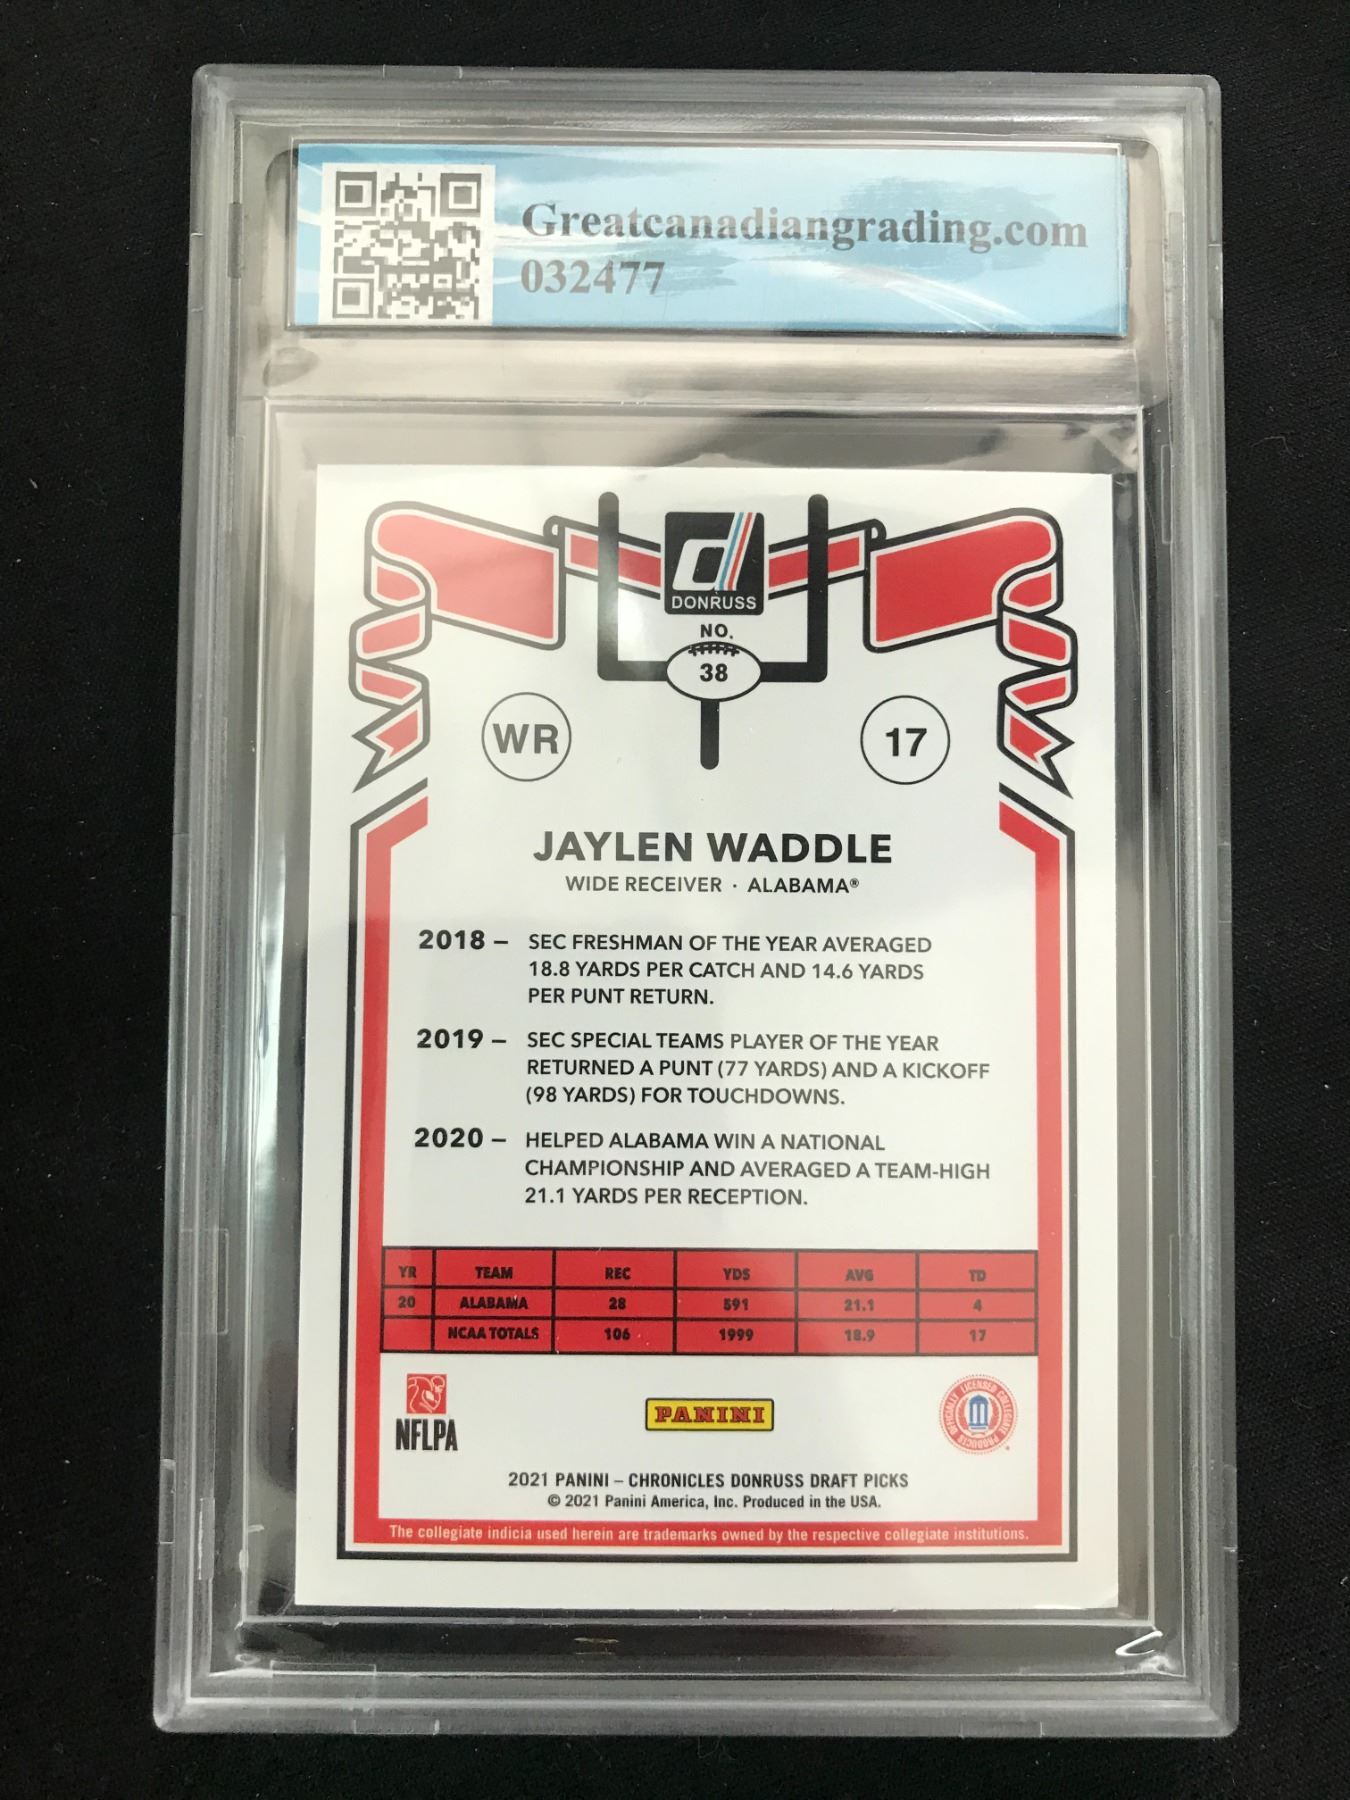 Greatcanadiangrading.com
032477
d
DONRUSS
NO.
38
WR
17
JAYLEN WADDLE
WIDE RECEIVER · ALABAMA®
2018 – SEC FRESHMAN OF THE YEAR AVERAGED
18.8 YARDS PER CATCH AND 14.6 YARDS
PER PUNT RETURN.
2019 – SEC SPECIAL TEAMS PLAYER OF THE YEAR
RETURNED A PUNT (77 YARDS) AND A KICKOFF
(98 YARDS) FOR TOUCHDOWNS.
2020 – HELPED ALABAMA WIN A NATIONAL
CHAMPIONSHIP AND AVERAGED A TEAM-HIGH
21.1 YARDS PER RECEPTION.
YR TEAM REC YDS AVG TD
20 ALABAMA 28 591 21.1 4
NCAA TOTALS 106 1999 18.9 17
NFLPA
PANINI
OFFICIALLY LICENSED COLLEGIATE PRODUCTS
2021 PANINI – CHRONICLES DONRUSS DRAFT PICKS
© 2021 Panini America, Inc. Produced in the USA.
The collegiate indicia used herein are trademarks owned by the respective collegiate institutions.